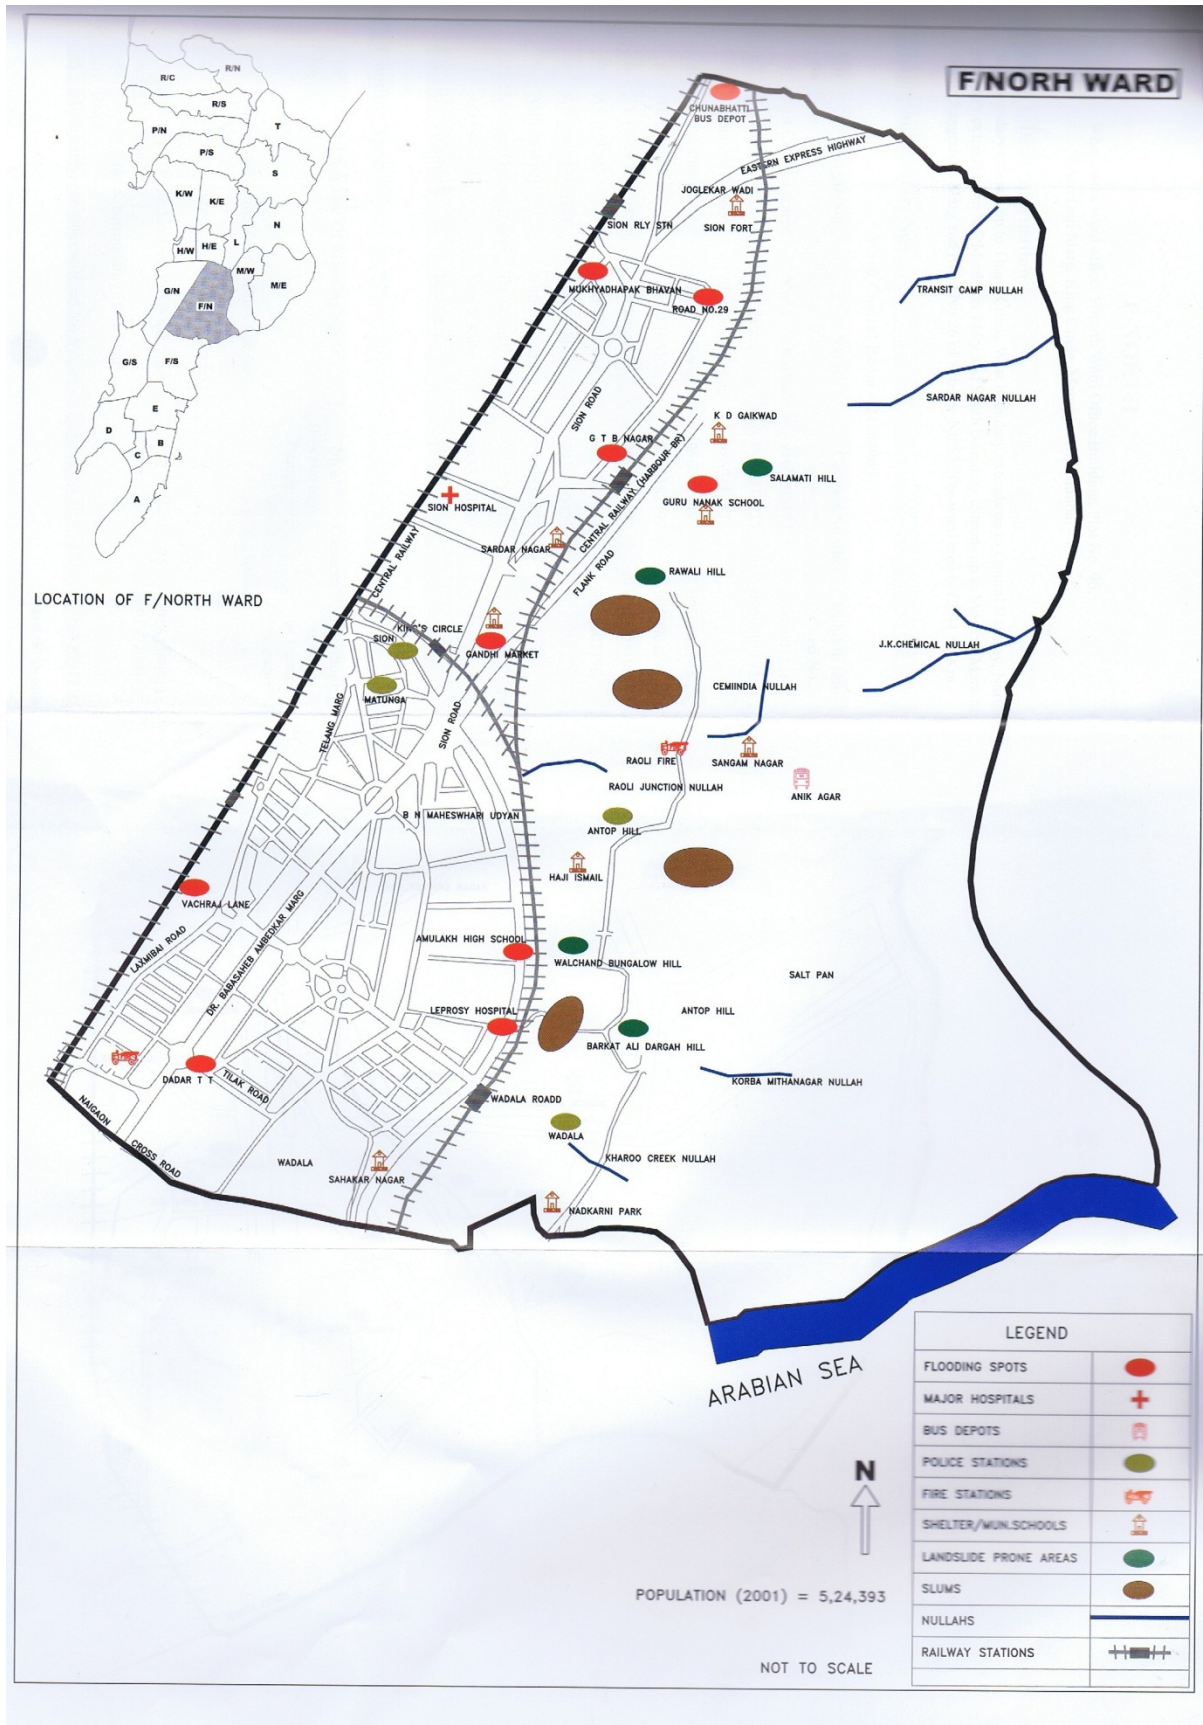 F/NORH WARD
R/C
R/N
R/S
P/N
T
P/S
S
K/W
K/E
N
L
H/W
H/E
M/W
M/E
G/N
F/N
G/S
F/S
E
D
B
C
A
LOCATION OF F/NORTH WARD
CHUNABHATTI
BUS DEPOT
EASTERN EXPRESS HIGHWAY
JOGLEKAR WADI
SION RLY STN
SION FORT
MUKHYADHAPAK BHAVAN
ROAD NO.29
TRANSIT CAMP NULLAH
SARDAR NAGAR NULLAH
SION ROAD
K D GAIKWAD
G T B NAGAR
SALAMATI HILL
CENTRAL RAILWAY (HARBOUR BR)
GURU NANAK SCHOOL
SION HOSPITAL
CENTRAL RAILWAY
SARDAR NAGAR
FLANK ROAD
RAWALI HILL
KING'S CIRCLE
SION
GANDHI MARKET
J.K.CHEMICAL NULLAH
MATUNGA
CEMIINDIA NULLAH
TELANG MARG
SION ROAD
RAOLI FIRE
SANGAM NAGAR
RAOLI JUNCTION NULLAH
ANIK AGAR
B N MAHESWHARI UDYAN
ANTOP HILL
HAJI ISMAIL
VACHRAJ LANE
LAXMIBAI ROAD
DR. BABASAHEB AMBEDKAR MARG
AMULAKH HIGH SCHOOL
WALCHAND BUNGALOW HILL
SALT PAN
LEPROSY HOSPITAL
ANTOP HILL
BARKAT ALI DARGAH HILL
DADAR T T
TILAK ROAD
KORBA MITHANAGAR NULLAH
WADALA ROADD
NAIGAON
CROSS ROAD
WADALA
WADALA
KHAROO CREEK NULLAH
SAHAKAR NAGAR
NADKARNI PARK
ARABIAN SEA
N
POPULATION (2001) = 5,24,393
NOT TO SCALE
LEGEND
FLOODING SPOTS
MAJOR HOSPITALS
BUS DEPOTS
POLICE STATIONS
FIRE STATIONS
SHELTER/MUN.SCHOOLS
LANDSLIDE PRONE AREAS
SLUMS
NULLAHS
RAILWAY STATIONS